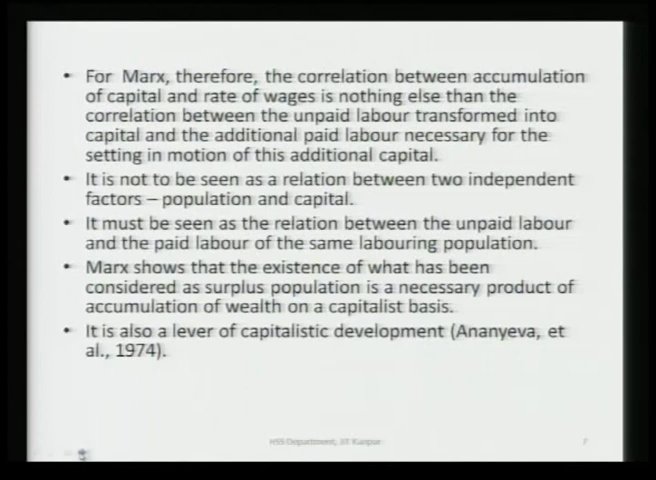 • For Marx, therefore, the correlation between accumulation
of capital and rate of wages is nothing else than the
correlation between the unpaid labour transformed into
capital and the additional paid labour necessary for the
setting in motion of this additional capital.
• It is not to be seen as a relation between two independent
factors – population and capital.
• It must be seen as the relation between the unpaid labour
and the paid labour of the same labouring population.
• Marx shows that the existence of what has been
considered as surplus population is a necessary product of
accumulation of wealth on a capitalist basis.
• It is also a lever of capitalistic development (Ananyeva, et
al., 1974).
HSS Department, IIT Kanpur
7